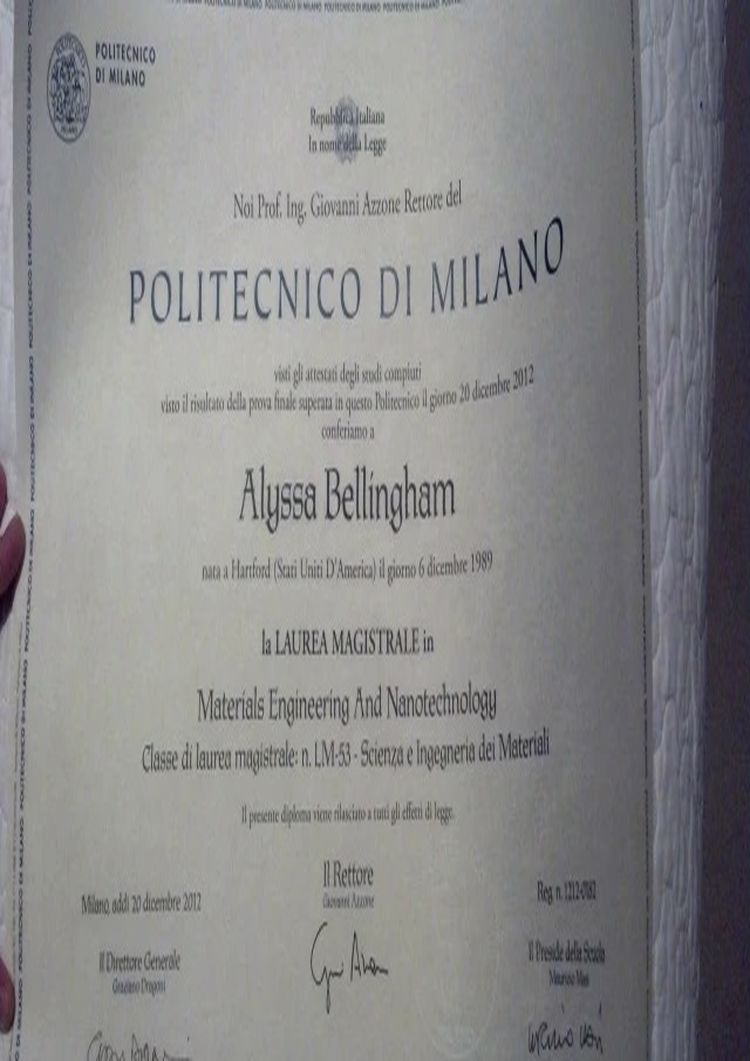 POLITECNICO
DI MILANO
Repubblica Italiana
In nome della Legge
Noi Prof. Ing. Giovanni Azzone Rettore del
POLITECNICO DI MILANO
visti gli attestati degli studi compiuti
visto il risultato della prova finale superata in questo Politecnico il giorno 20 dicembre 2012
conferiamo a
Alyssa Bellingham
nata a Hartford (Stati Uniti D'America) il giorno 6 dicembre 1989
la LAUREA MAGISTRALE in
Materials Engineering And Nanotechnology
Classe di laurea magistrale: n. LM-53 - Scienza e Ingegneria dei Materiali
Il presente diploma viene rilasciato a tutti gli effetti di legge.
Milano, addì 20 dicembre 2012
Il Rettore
Giovanni Azzone
Reg. n.
Il Direttore Generale
Graziano Dragoni
Il Preside della Scuola
Maurizio